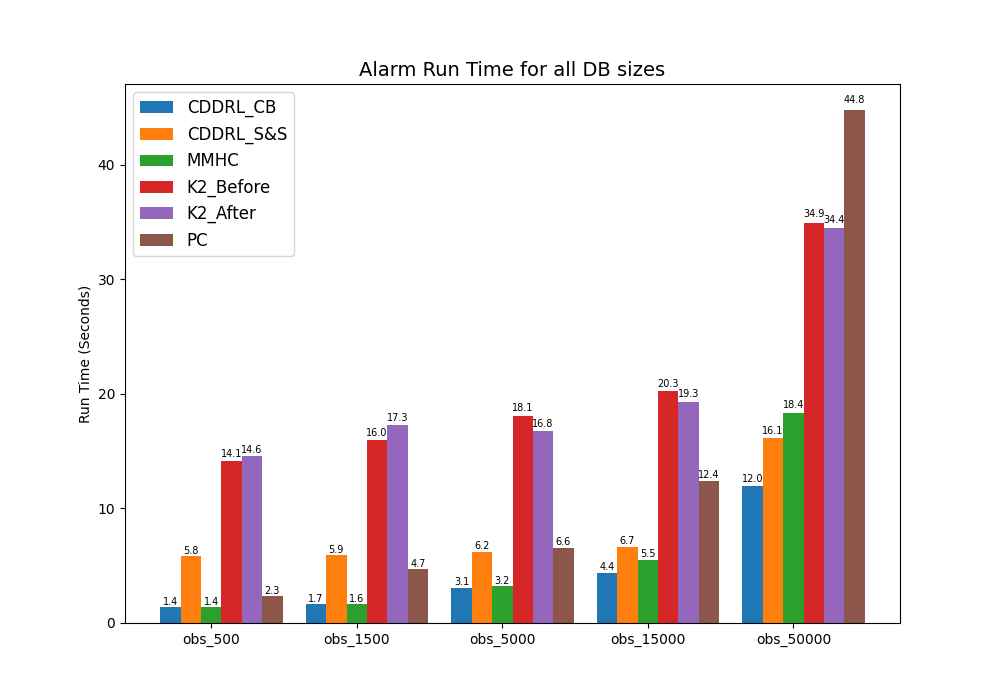 Alarm Run Time for all DB sizes
CDDRL_CB
CDDRL_S&S
MMHC
K2_Before
K2_After
PC
Run Time (Seconds)
40
30
20
10
0
1.4
5.8
1.4
14.1
14.6
2.3
1.7
5.9
1.6
16.0
17.3
4.7
3.1
6.2
3.2
18.1
16.8
6.6
4.4
6.7
5.5
20.3
19.3
12.4
12.0
16.1
18.4
34.9
34.4
44.8
obs_500
obs_1500
obs_5000
obs_15000
obs_50000